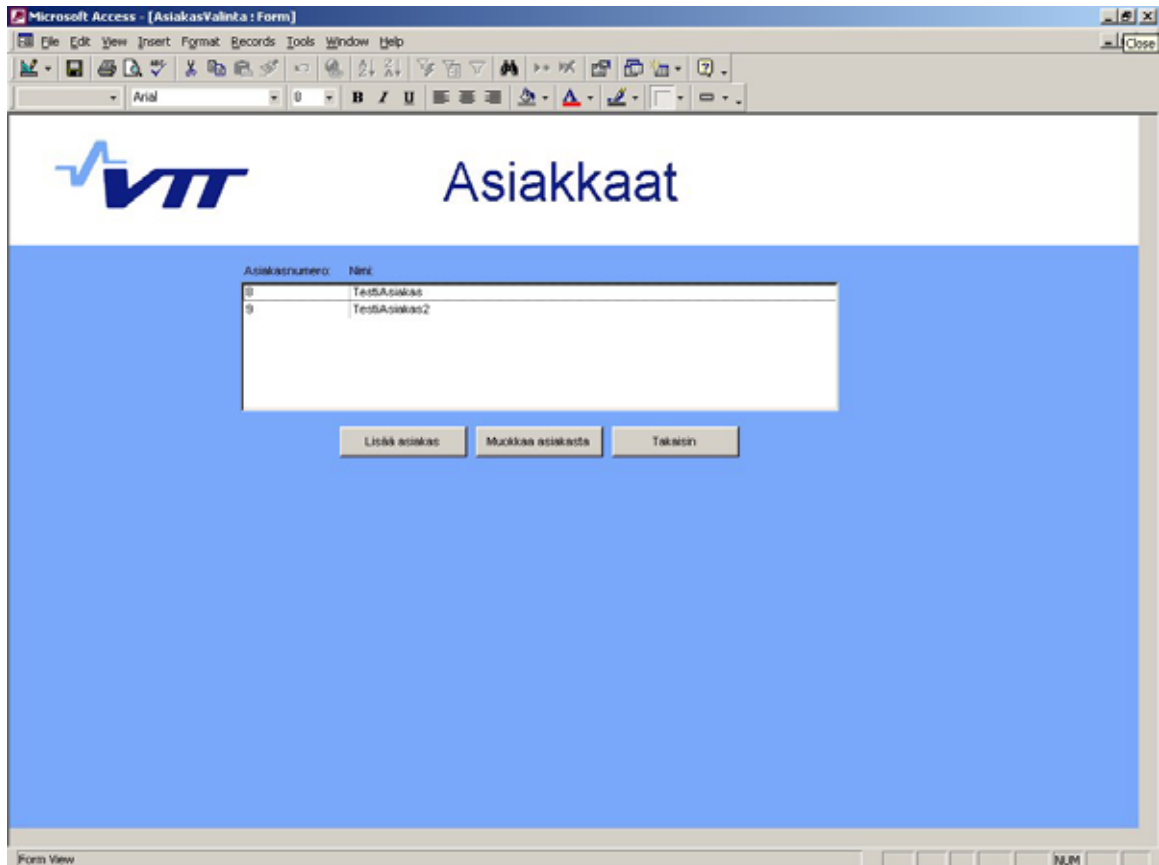 Microsoft Access - [AsiakasValinta : Form]
File Edit View Insert Format Records Tools Window Help
Close
Arial 8 B I U
VTT
Asiakkaat
Asiakasnumero: Nimi:
8 TestiAsiakas
9 TestiAsiakas2
Lisää asiakas Muokkaa asiakasta Takaisin
Form View NUM